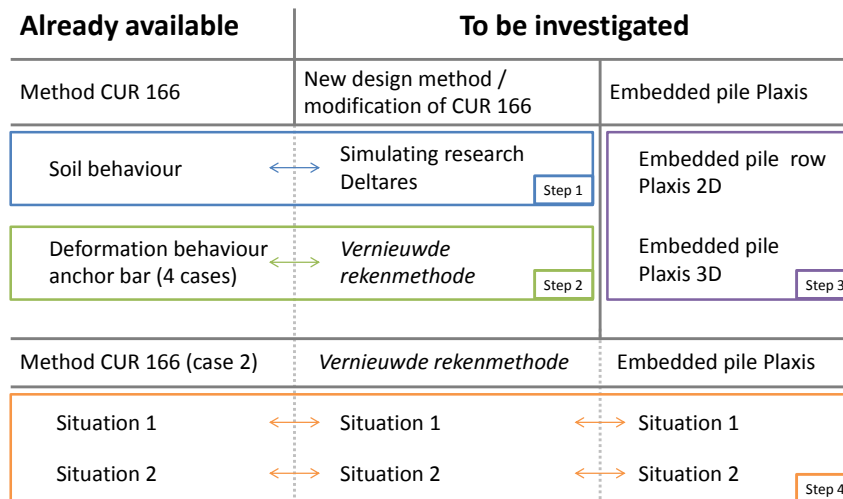 Already available
To be investigated
Method CUR 166
New design method /
modification of CUR 166
Embedded pile Plaxis
Soil behaviour
Simulating research
Deltares
Step 1
Embedded pile row
Plaxis 2D
Deformation behaviour
anchor bar (4 cases)
Vernieuwde
rekenmethode
Step 2
Embedded pile
Plaxis 3D
Step 3
Method CUR 166 (case 2)
Vernieuwde rekenmethode
Embedded pile Plaxis
Situation 1
Situation 1
Situation 1
Situation 2
Situation 2
Situation 2
Step 4